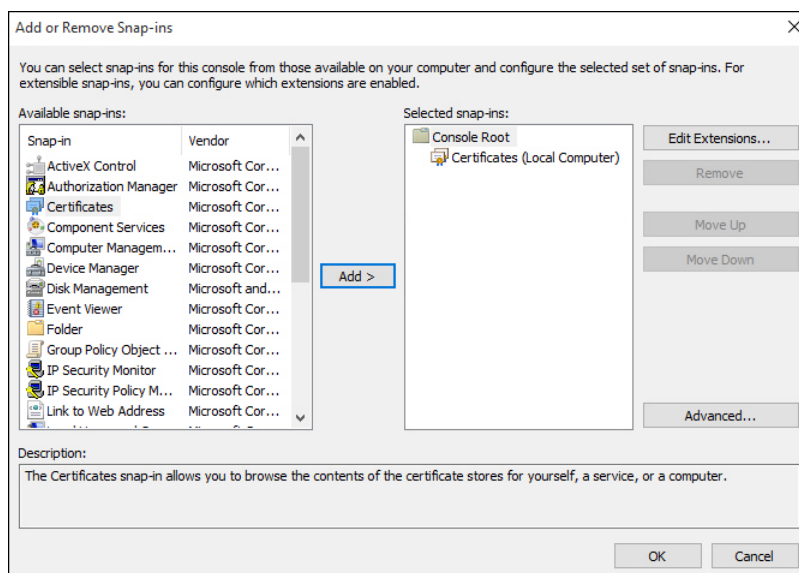 Add or Remove Snap-ins
You can select snap-ins for this console from those available on your computer and configure the selected set of snap-ins. For
extensible snap-ins, you can configure which extensions are enabled.
Available snap-ins:
Snap-in Vendor
ActiveX Control Microsoft Cor...
Authorization Manager Microsoft Cor...
Certificates Microsoft Cor...
Component Services Microsoft Cor...
Computer Managem... Microsoft Cor...
Device Manager Microsoft Cor...
Disk Management Microsoft and...
Event Viewer Microsoft Cor...
Folder Microsoft Cor...
Group Policy Object ... Microsoft Cor...
IP Security Monitor Microsoft Cor...
IP Security Policy M... Microsoft Cor...
Link to Web Address Microsoft Cor...
Add >
Selected snap-ins:
Console Root
Certificates (Local Computer)
Edit Extensions...
Remove
Move Up
Move Down
Advanced...
Description:
The Certificates snap-in allows you to browse the contents of the certificate stores for yourself, a service, or a computer.
OK
Cancel